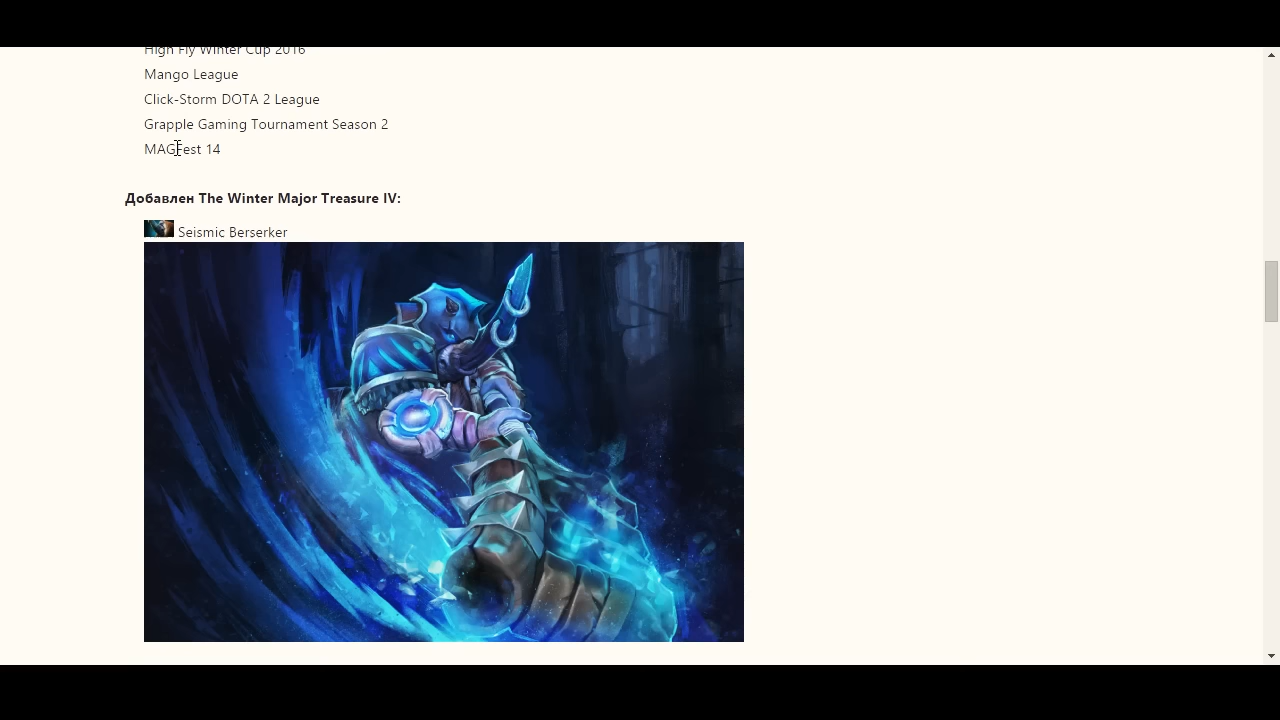 High Fly Winter Cup 2016
Mango League
Click-Storm DOTA 2 League
Grapple Gaming Tournament Season 2
MAGFest 14
Добавлен The Winter Major Treasure IV:
Seismic Berserker